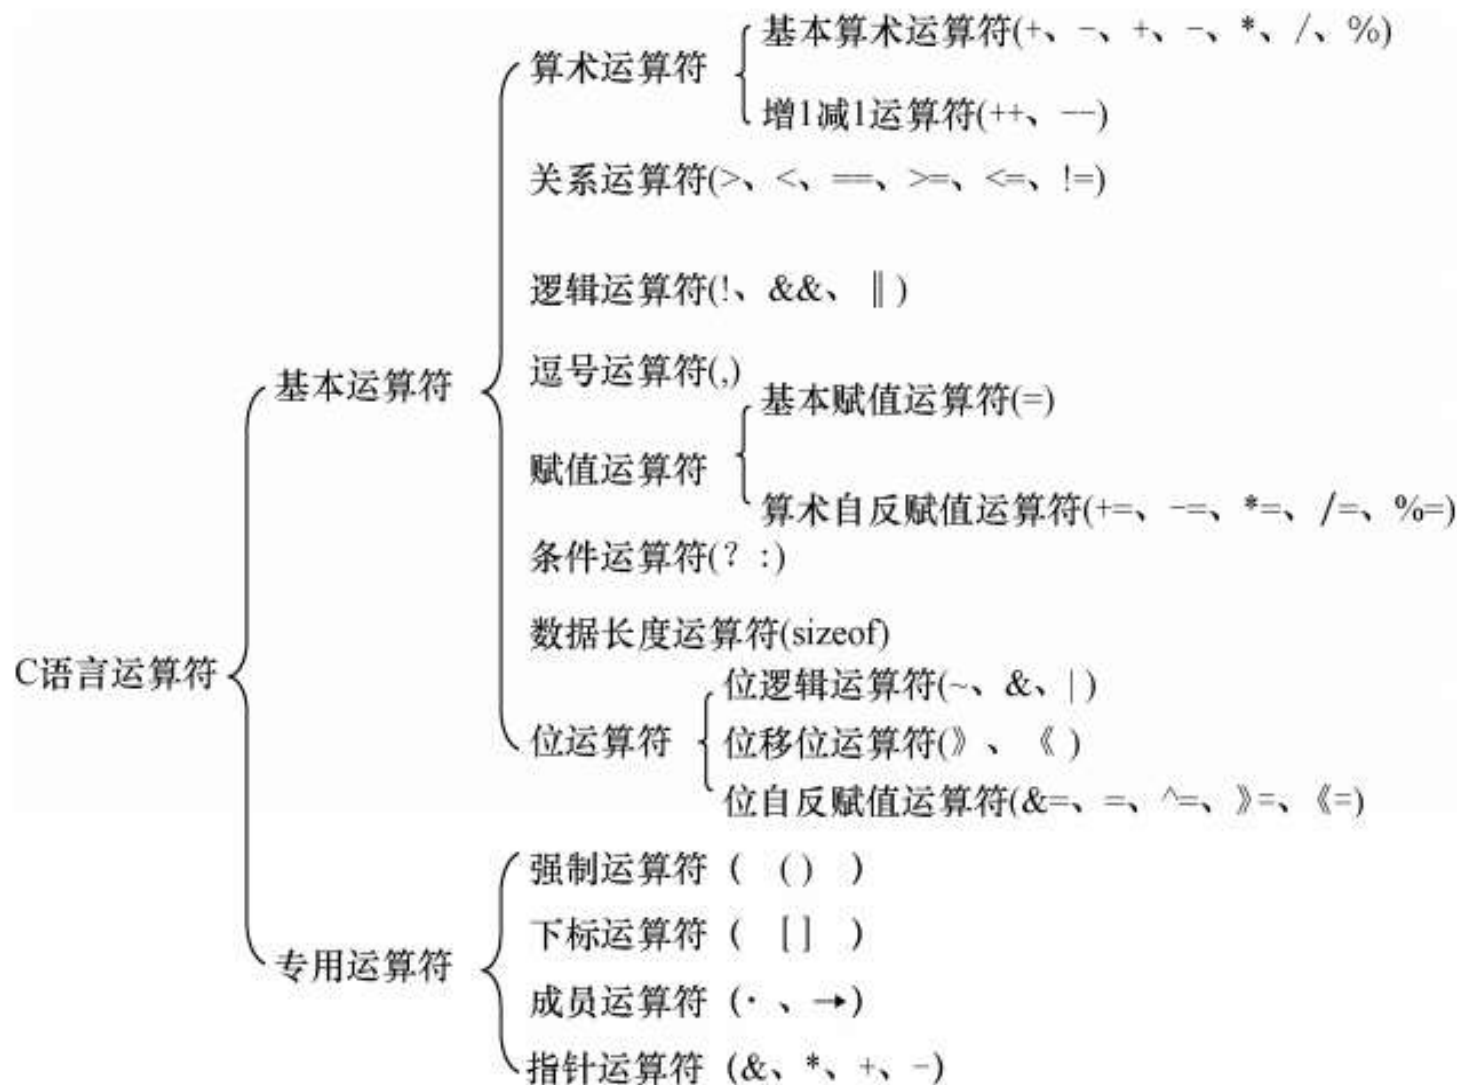 基本算术运算符(+、-、+、-、*、/、%)
算术运算符
增1减1运算符(++、--)
关系运算符(>、<、==、>=、<=、!=)
逻辑运算符(!、&&、‖)
逗号运算符(,)
基本运算符
基本赋值运算符(=)
赋值运算符
算术自反赋值运算符(+=、-=、*=、/=、%=)
条件运算符(? :)
数据长度运算符(sizeof)
C语言运算符
位逻辑运算符(~、&、|)
位运算符
位移位运算符(》、《 )
位自反赋值运算符(&=、=、^=、》=、《=)
强制运算符 ( () )
下标运算符 ( [] )
专用运算符
成员运算符 (· 、→)
指针运算符 (&、*、+、-)